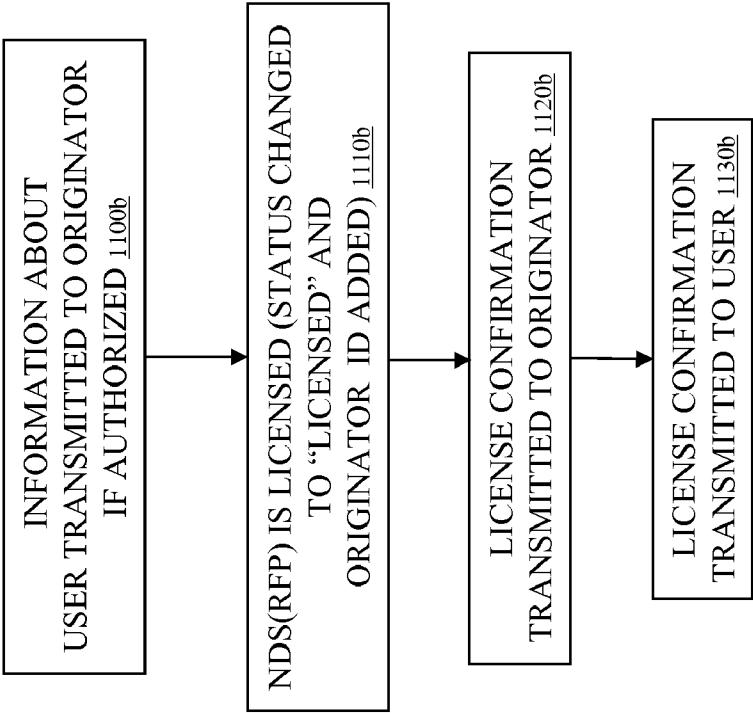 INFORMATION ABOUT
USER TRANSMITTED TO ORIGINATOR
IF AUTHORIZED 1100b
NDS(RFP) IS LICENSED (STATUS CHANGED
TO “LICENSED” AND
ORIGINATOR ID ADDED) 1110b
LICENSE CONFIRMATION
TRANSMITTED TO ORIGINATOR 1120b
LICENSE CONFIRMATION
TRANSMITTED TO USER 1130b